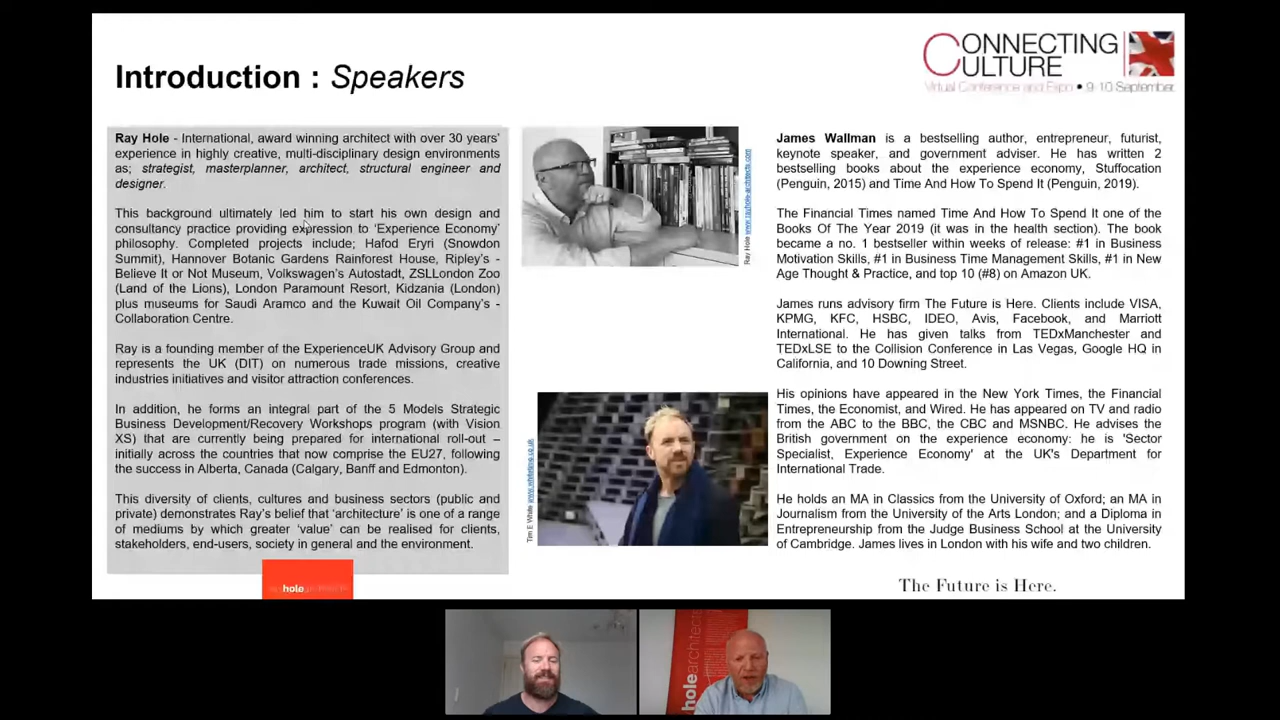 Introduction : Speakers
CONNECTING
CULTURE
Virtual Conference and Expo • 9-10 September
Ray Hole - International, award winning architect with over 30 years'
experience in highly creative, multi-disciplinary design environments
as; strategist, masterplanner, architect, structural engineer and
designer.
This background ultimately led him to start his own design and
consultancy practice providing expression to 'Experience Economy'
philosophy. Completed projects include; Hafod Eryri (Snowdon
Summit), Hannover Botanic Gardens Rainforest House, Ripley's -
Believe It or Not Museum, Volkswagen's Autostadt, ZSLLondon Zoo
(Land of the Lions), London Paramount Resort, Kidzania (London)
plus museums for Saudi Aramco and the Kuwait Oil Company's -
Collaboration Centre.
Ray is a founding member of the ExperienceUK Advisory Group and
represents the UK (DIT) on numerous trade missions, creative
industries initiatives and visitor attraction conferences.
In addition, he forms an integral part of the 5 Models Strategic
Business Development/Recovery Workshops program (with Vision
XS) that are currently being prepared for international roll-out –
initially across the countries that now comprise the EU27, following
the success in Alberta, Canada (Calgary, Banff and Edmonton).
This diversity of clients, cultures and business sectors (public and
private) demonstrates Ray's belief that 'architecture' is one of a range
of mediums by which greater 'value' can be realised for clients,
stakeholders, end-users, society in general and the environment.
Ray Hole www.rayhole-architects.com
Tim E White www.whitetime.co.uk
James Wallman is a bestselling author, entrepreneur, futurist,
keynote speaker, and government adviser. He has written 2
bestselling books about the experience economy, Stuffocation
(Penguin, 2015) and Time And How To Spend It (Penguin, 2019).
The Financial Times named Time And How To Spend It one of the
Books Of The Year 2019 (it was in the health section). The book
became a no. 1 bestseller within weeks of release: #1 in Business
Motivation Skills, #1 in Business Time Management Skills, #1 in New
Age Thought & Practice, and top 10 (#8) on Amazon UK.
James runs advisory firm The Future is Here. Clients include VISA,
KPMG, KFC, HSBC, IDEO, Avis, Facebook, and Marriott
International. He has given talks from TEDxManchester and
TEDxLSE to the Collision Conference in Las Vegas, Google HQ in
California, and 10 Downing Street.
His opinions have appeared in the New York Times, the Financial
Times, the Economist, and Wired. He has appeared on TV and radio
from the ABC to the BBC, the CBC and MSNBC. He advises the
British government on the experience economy: he is 'Sector
Specialist, Experience Economy' at the UK's Department for
International Trade.
He holds an MA in Classics from the University of Oxford; an MA in
Journalism from the University of the Arts London; and a Diploma in
Entrepreneurship from the Judge Business School at the University
of Cambridge. James lives in London with his wife and two children.
hole
The Future is Here.
holearchitects